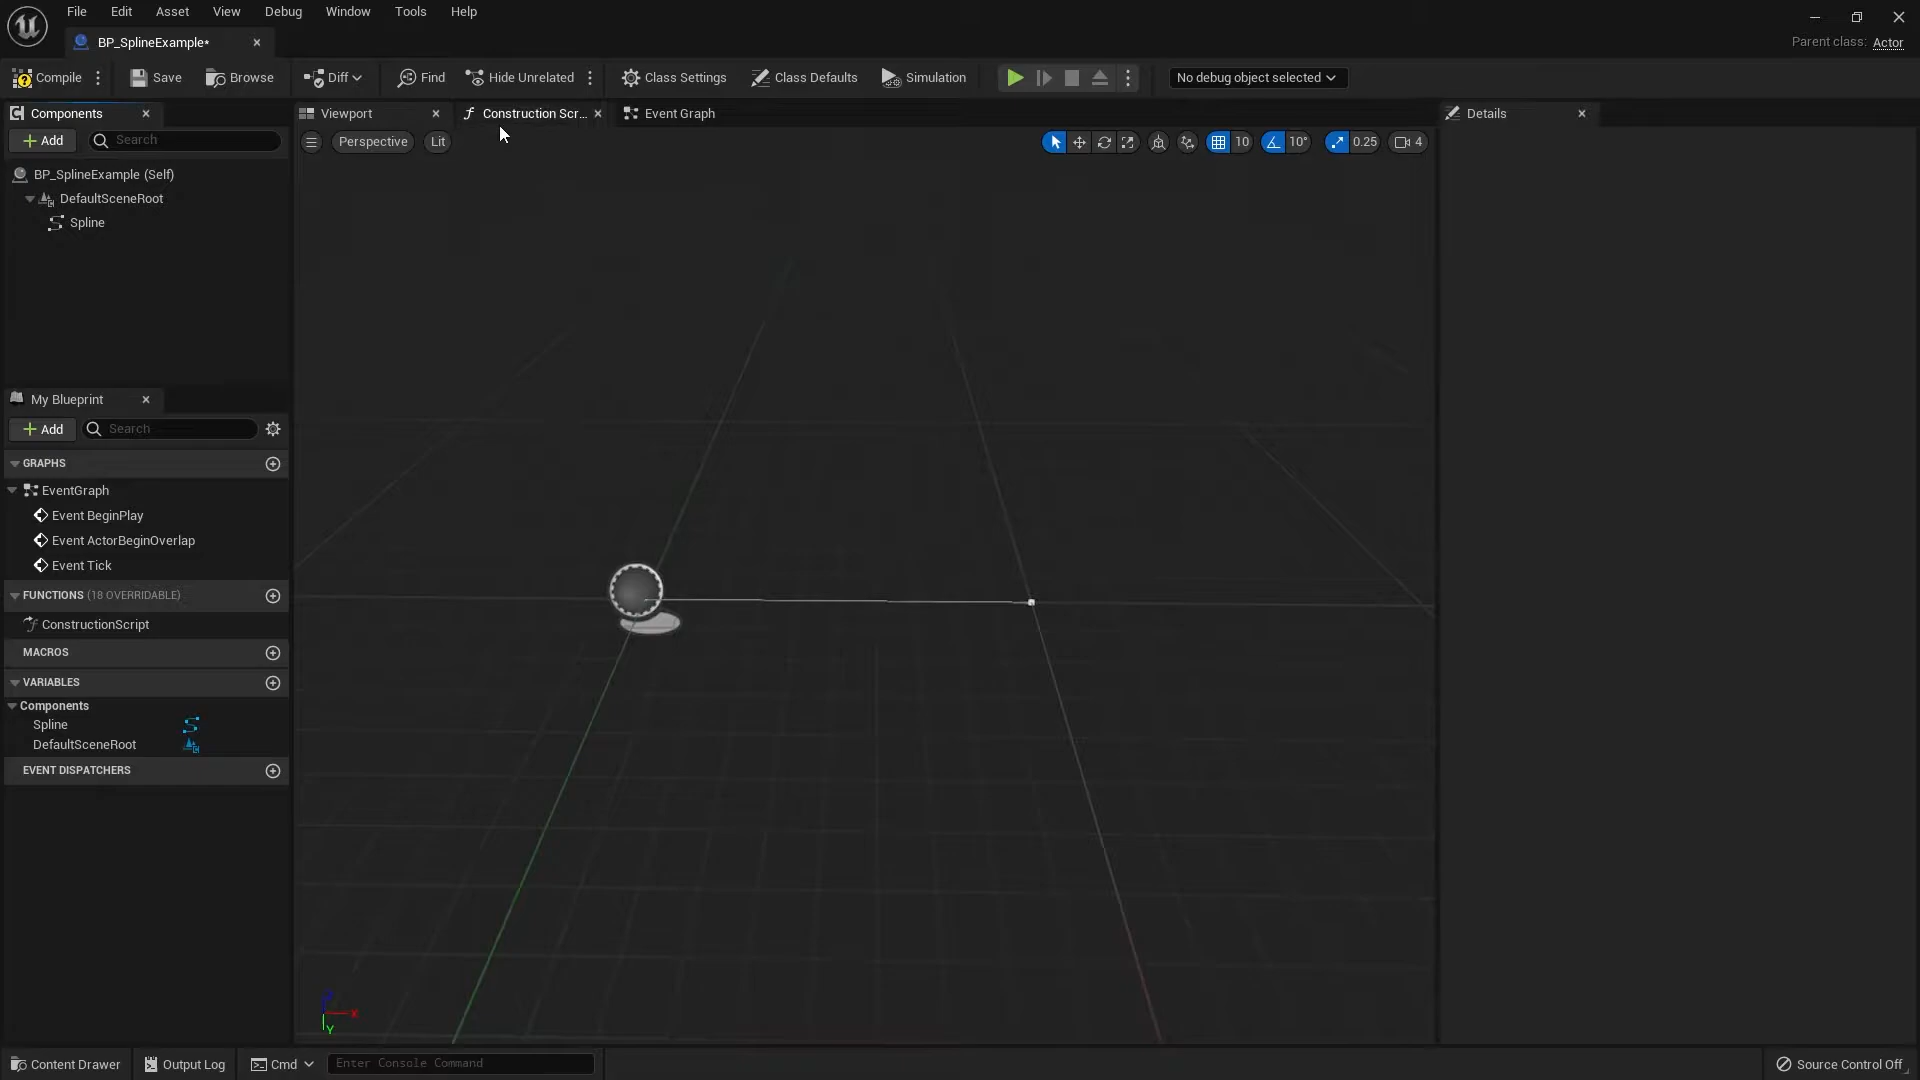 File Edit Asset View Debug Window Tools Help
BP_SplineExample*
Parent class: Actor
Compile Save Browse Diff Find Hide Unrelated Class Settings Class Defaults Simulation No debug object selected
Components
Viewport Construction Scr... Event Graph
Details
Add Search
Perspective Lit
10 10° 0.25 4
BP_SplineExample (Self)
DefaultSceneRoot
Spline
My Blueprint
Add Search
GRAPHS
EventGraph
Event BeginPlay
Event ActorBeginOverlap
Event Tick
FUNCTIONS (18 OVERRIDABLE)
ConstructionScript
MACROS
VARIABLES
Components
Spline
DefaultSceneRoot
EVENT DISPATCHERS
Z
X
Y
Content Drawer Output Log Cmd Enter Console Command Source Control Off